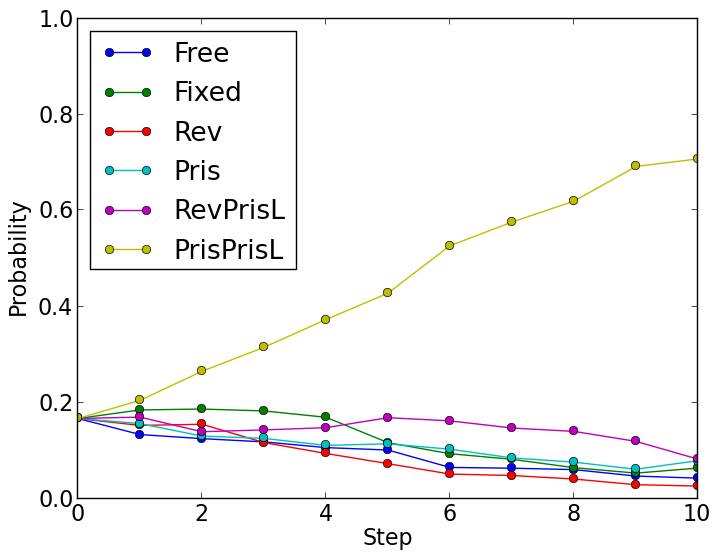 1.0
0.8
0.6
0.4
0.2
0.0
Probability
Free
Fixed
Rev
Pris
RevPrisL
PrisPrisL
0 2 4 6 8 10
Step